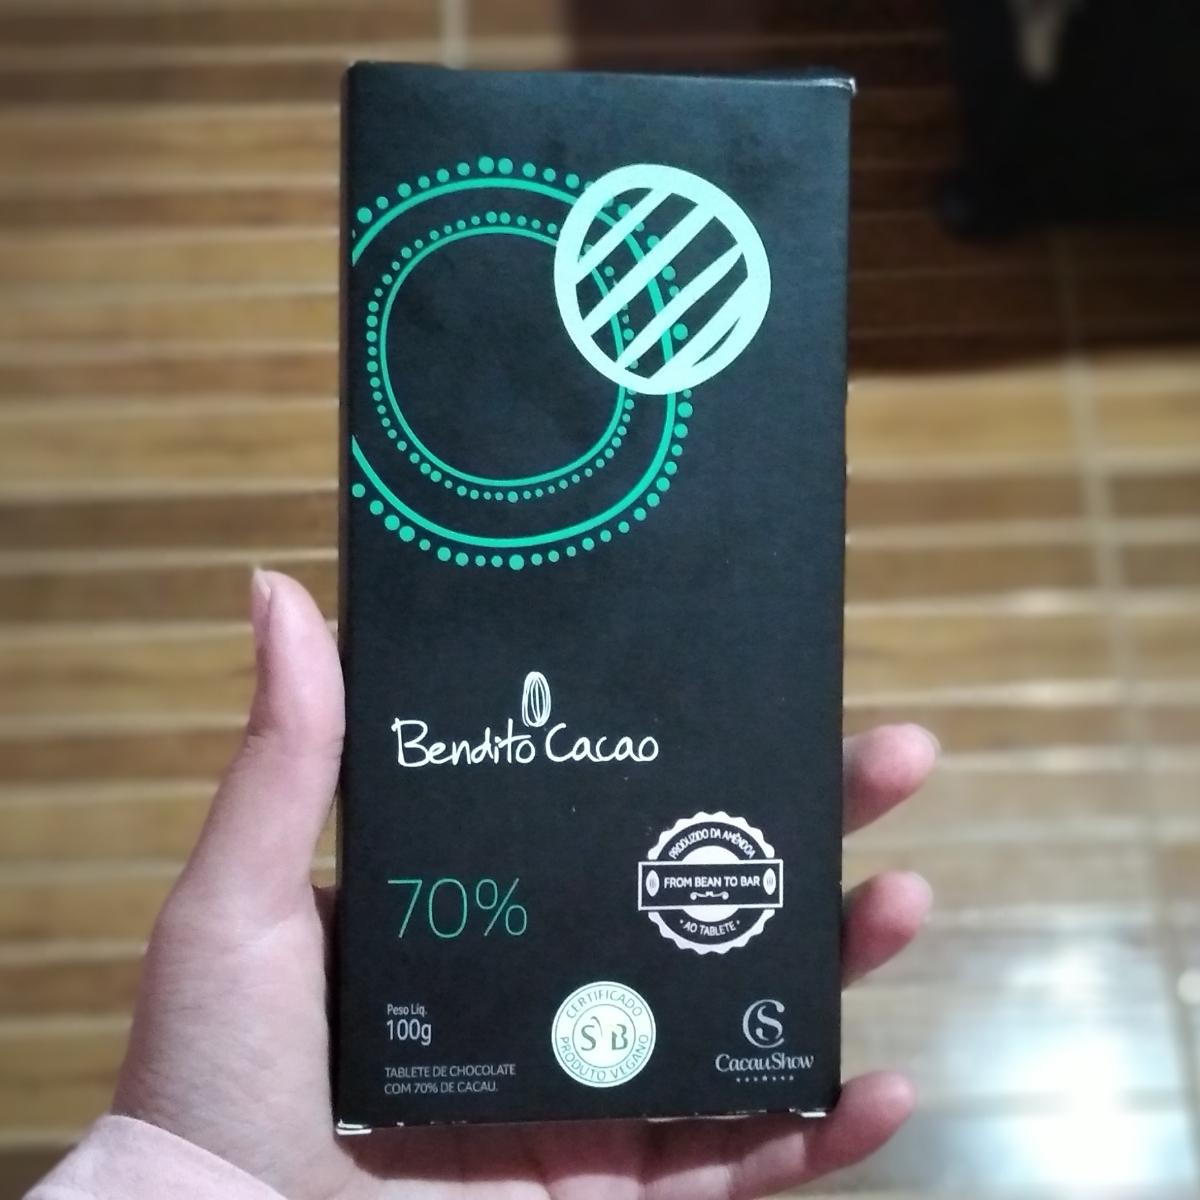 Bendito Cacao
PRODUZIDO DA AMÊNDOA
FROM BEAN TO BAR
• AO TABLETE •
70%
Peso Líq.
100g
TABLETE DE CHOCOLATE
COM 70% DE CACAU.
CERTIFICADO
SVB
PRODUTO VEGANO
CS
CacauShow